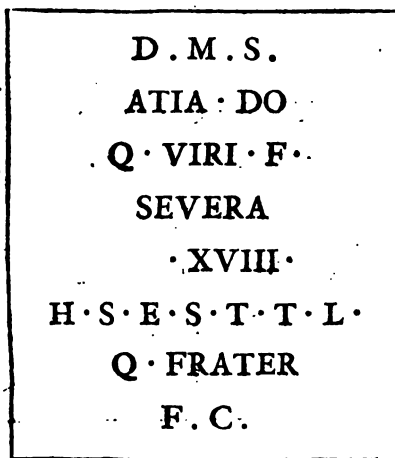 D . M . S .
ATIA · DO
Q · VIRI · F ·
SEVERA
· XVIII ·
H · S · E · S · T · T · L ·
Q · FRATER
F . C .